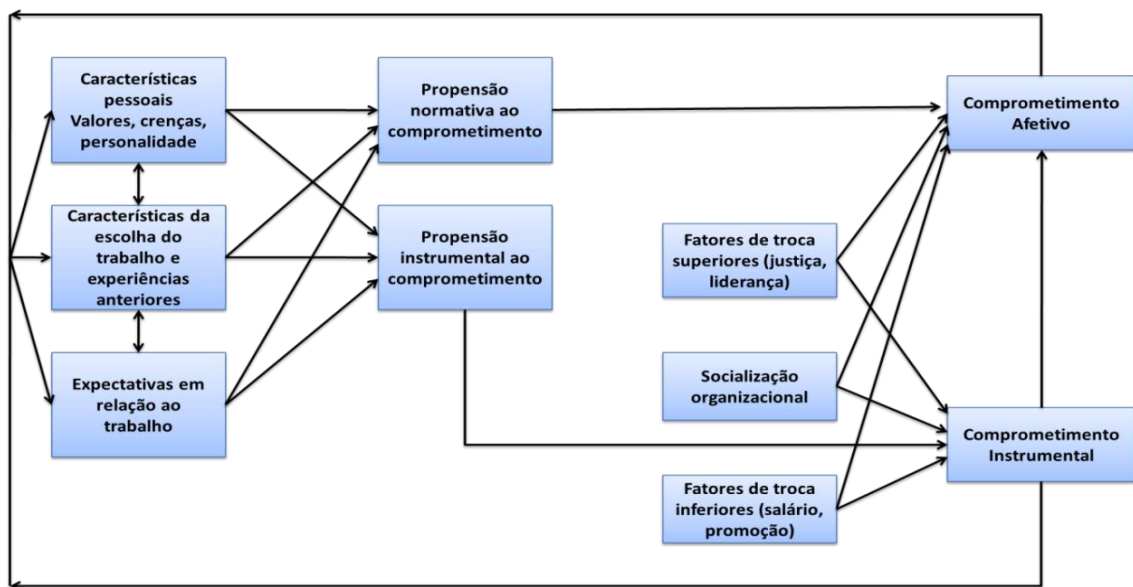 Características
pessoais
Valores, crenças,
personalidade
Características da
escolha do
trabalho e
experiências
anteriores
Expectativas em
relação ao
trabalho
Propensão
normativa ao
comprometimento
Propensão
instrumental ao
comprometimento
Fatores de troca
superiores (justiça,
liderança)
Socialização
organizacional
Fatores de troca
inferiores (salário,
promoção)
Comprometimento
Afetivo
Comprometimento
Instrumental